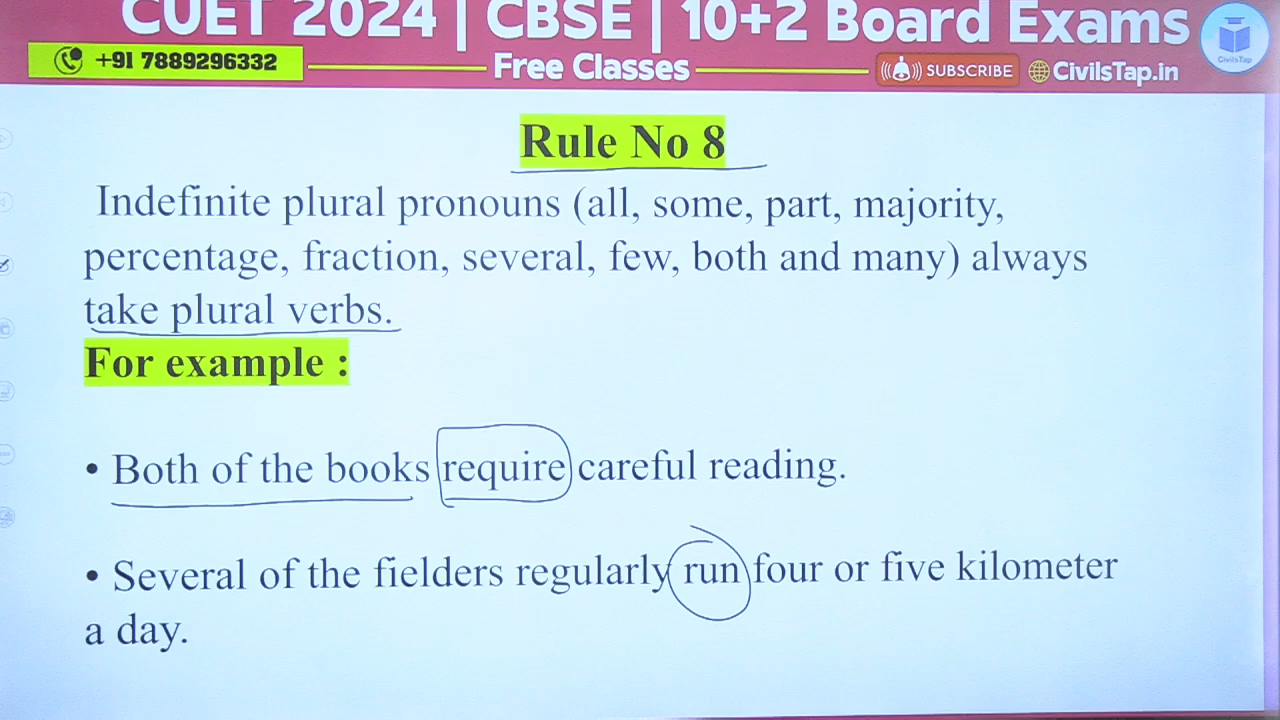 CUET 2024 | CBSE | 10+2 Board Exams
+91 7889296332
Free Classes
SUBSCRIBE
CivilsTap.in
CivilsTap
Rule No 8
Indefinite plural pronouns (all, some, part, majority,
percentage, fraction, several, few, both and many) always
take plural verbs.
For example :
• Both of the books require careful reading.
• Several of the fielders regularly run four or five kilometer
a day.